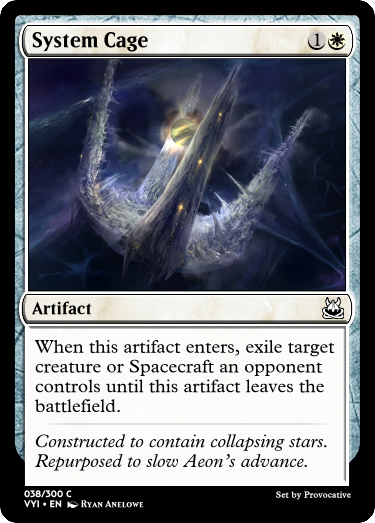 System Cage 1
Artifact
When this artifact enters, exile target
creature or Spacecraft an opponent
controls until this artifact leaves the
battlefield.
Constructed to contain collapsing stars.
Repurposed to slow Aeon's advance.
038/300 C
VYI • EN Ryan Anelowe
Set by Provocative